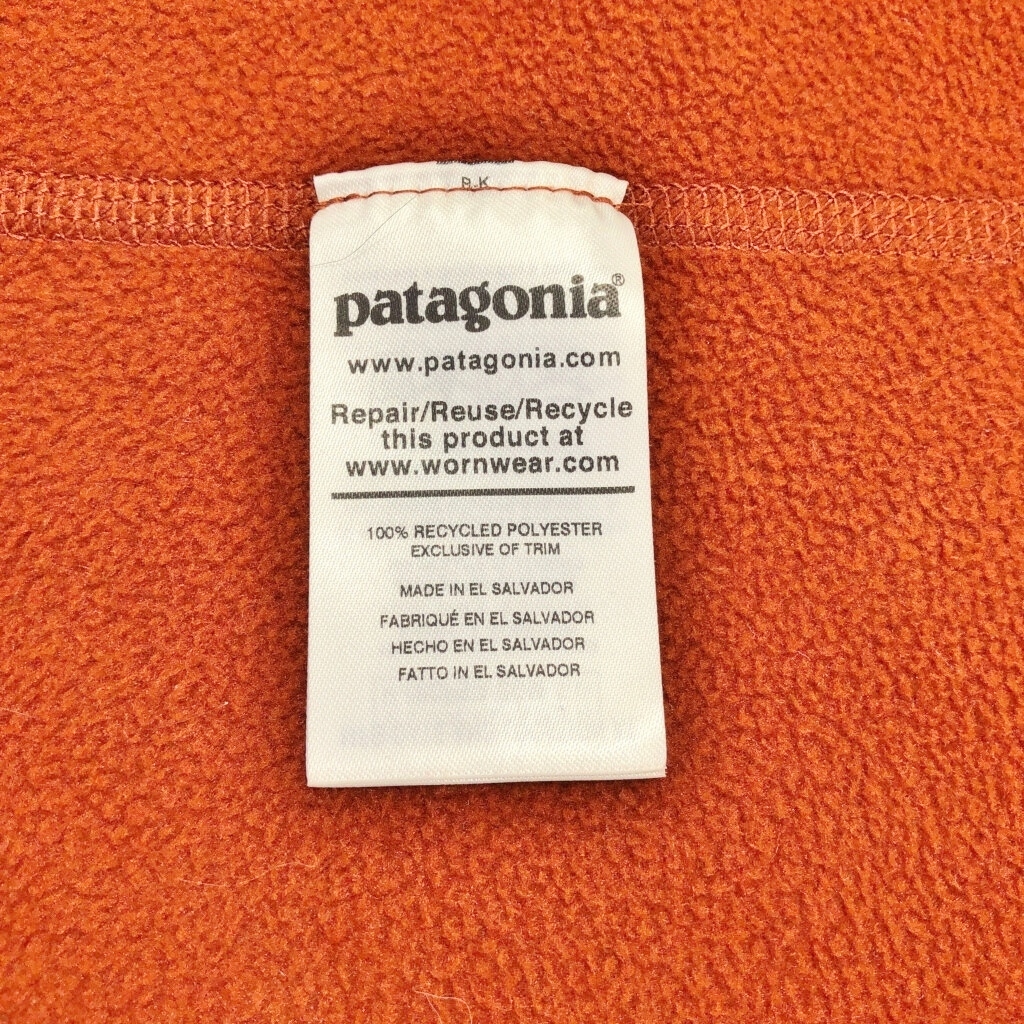 patagonia®
www.patagonia.com
Repair/Reuse/Recycle
this product at
www.wornwear.com
100% RECYCLED POLYESTER
EXCLUSIVE OF TRIM
MADE IN EL SALVADOR
FABRIQUÉ EN EL SALVADOR
HECHO EN EL SALVADOR
FATTO IN EL SALVADOR